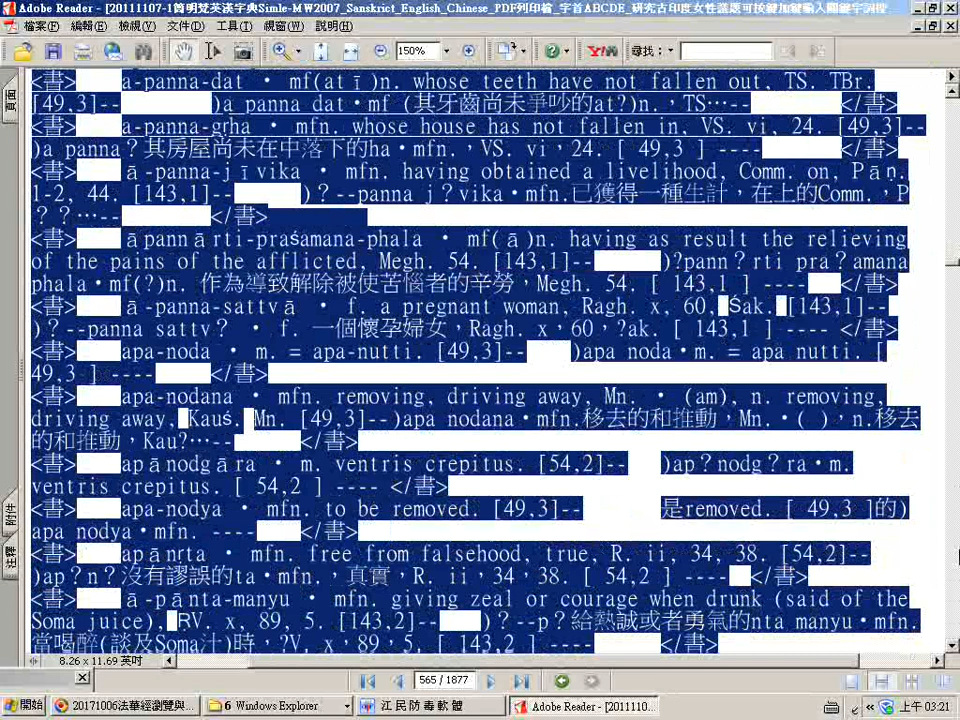 Adobe Reader - [20111107-1簡明梵英漢字典Simle-MW2007_Sanskrict_English_Chinese_PDF列印檔_字首ABCDE_研究古印度女性議題可按鍵加鍵輸入關鍵字詞搜
檔案(F) 編輯(E) 檢視(V) 文件(D) 工具(T) 視窗(W) 說明(H)
150% Y! 尋找：
頁面
<書> a-panna-dat • mf(atī)n. whose teeth have not fallen out, TS. TBr.
[49,3]-- )a panna dat•mf (其牙齒尚未爭吵的at?)n.，TS…-- </書>
<書> a-panna-gṛha • mfn. whose house has not fallen in, VS. vi, 24. [49,3]--
)a panna？其房屋尚未在中落下的ha•mfn.，VS. vi，24. [ 49,3 ] ---- </書>
<書> ā-panna-jīvika • mfn. having obtained a livelihood, Comm. on, Pāṇ.
1-2, 44. [143,1]-- )？--panna j？vika•mfn.已獲得一種生計，在上的Comm.，P
？？…-- </書>
<書> āpannārti-praśamana-phala • mf(ā)n. having as result the relieving
of the pains of the afflicted, Megh. 54. [143,1]-- )?pann？rti pra？amana
phala•mf(?)n. 作為導致解除被使苦惱者的辛勞，Megh. 54. [ 143,1 ] ---- </書>
<書> ā-panna-sattvā • f. a pregnant woman, Ragh. x, 60, Śak. [143,1]--
)？--panna sattv？ • f. 一個懷孕婦女，Ragh. x，60，?ak. [ 143,1 ] ---- </書>
<書> apa-noda • m. = apa-nutti. [49,3]-- )apa noda•m. = apa nutti. [
49,3 ] ---- </書>
<書> apa-nodana • mfn. removing, driving away, Mn. • (am), n. removing,
driving away, Kauś. Mn. [49,3]--)apa nodana•mfn.移去的和推動，Mn.•( )，n.移去
的和推動，Kau?…-- </書>
<書> apānodgāra • m. ventris crepitus. [54,2]-- )ap？nodg？ra•m.
ventris crepitus. [ 54,2 ] ---- </書>
<書> apa-nodya • mfn. to be removed. [49,3]-- 是removed. [ 49,3 ]的)
apa nodya•mfn. ---- </書>
<書> apānṛta • mfn. free from falsehood, true, R. ii, 34, 38. [54,2]--
)ap？n？沒有謬誤的ta•mfn.，真實，R. ii，34，38. [ 54,2 ] ---- </書>
<書> ā-pānta-manyu • mfn. giving zeal or courage when drunk (said of the
Soma juice), RV. x, 89, 5. [143,2]-- )？--p？給熱誠或者勇氣的nta manyu•mfn.
當喝醉(談及Soma汁)時，?V. x，89，5. [ 143,2 ] ---- </書>
附件
注釋
8.26 x 11.69 英吋
565 / 1877
開始 20171006法華經瀏覽與... 6 Windows Explorer 江民防毒軟體 Adobe Reader - [2011110... 上午 03:21